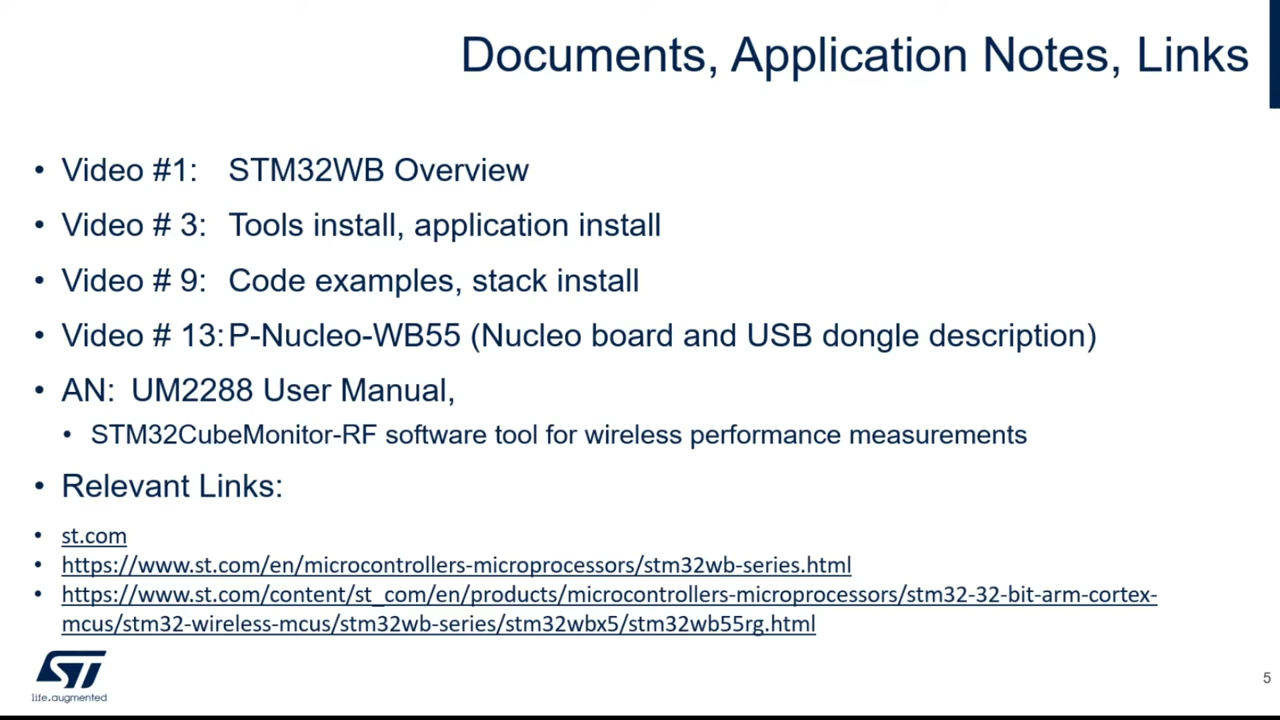 Documents, Application Notes, Links
• Video #1: STM32WB Overview
• Video # 3: Tools install, application install
• Video # 9: Code examples, stack install
• Video # 13: P-Nucleo-WB55 (Nucleo board and USB dongle description)
• AN: UM2288 User Manual,
• STM32CubeMonitor-RF software tool for wireless performance measurements
• Relevant Links:
• st.com
• https://www.st.com/en/microcontrollers-microprocessors/stm32wb-series.html
• https://www.st.com/content/st_com/en/products/microcontrollers-microprocessors/stm32-32-bit-arm-cortex-
mcus/stm32-wireless-mcus/stm32wb-series/stm32wbx5/stm32wb55rg.html
ST
life.augmented
5